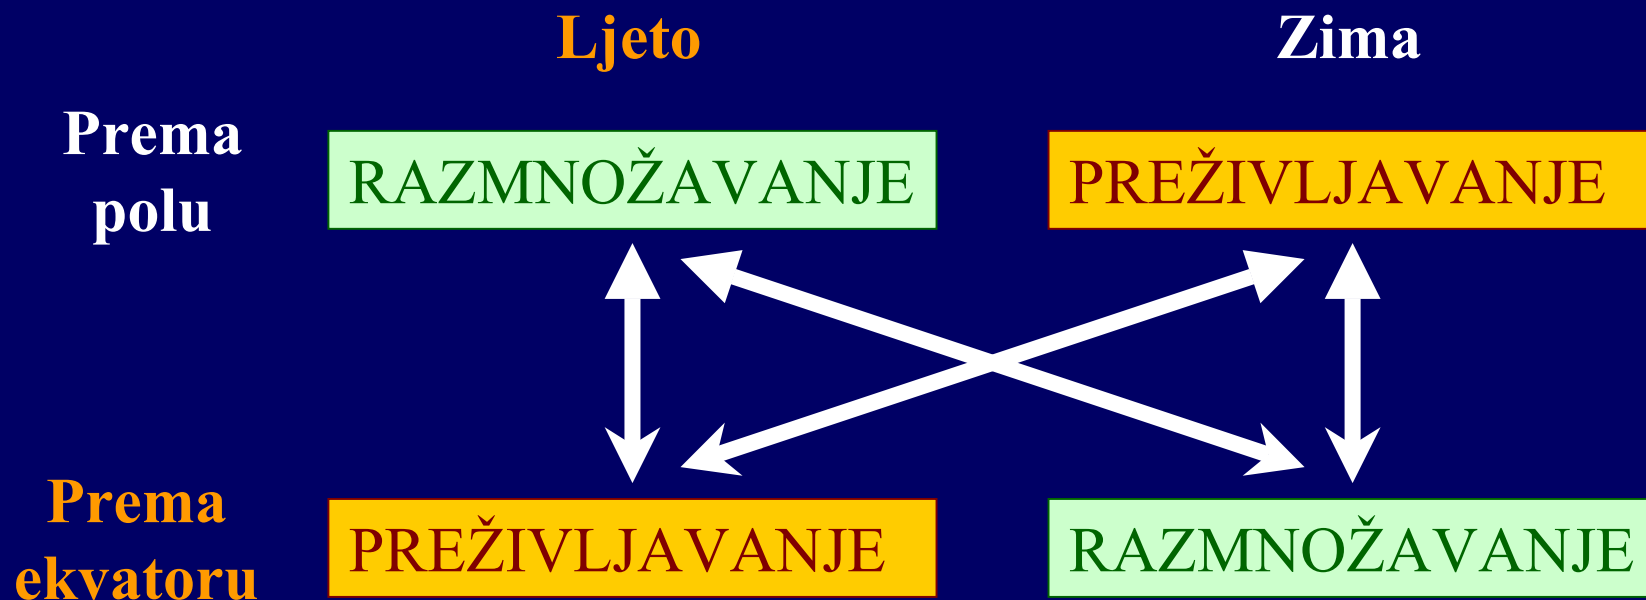 Ljeto
Zima
Prema
polu
RAZMNOŽAVANJE
PREŽIVLJAVANJE
Prema
ekvatoru
PREŽIVLJAVANJE
RAZMNOŽAVANJE